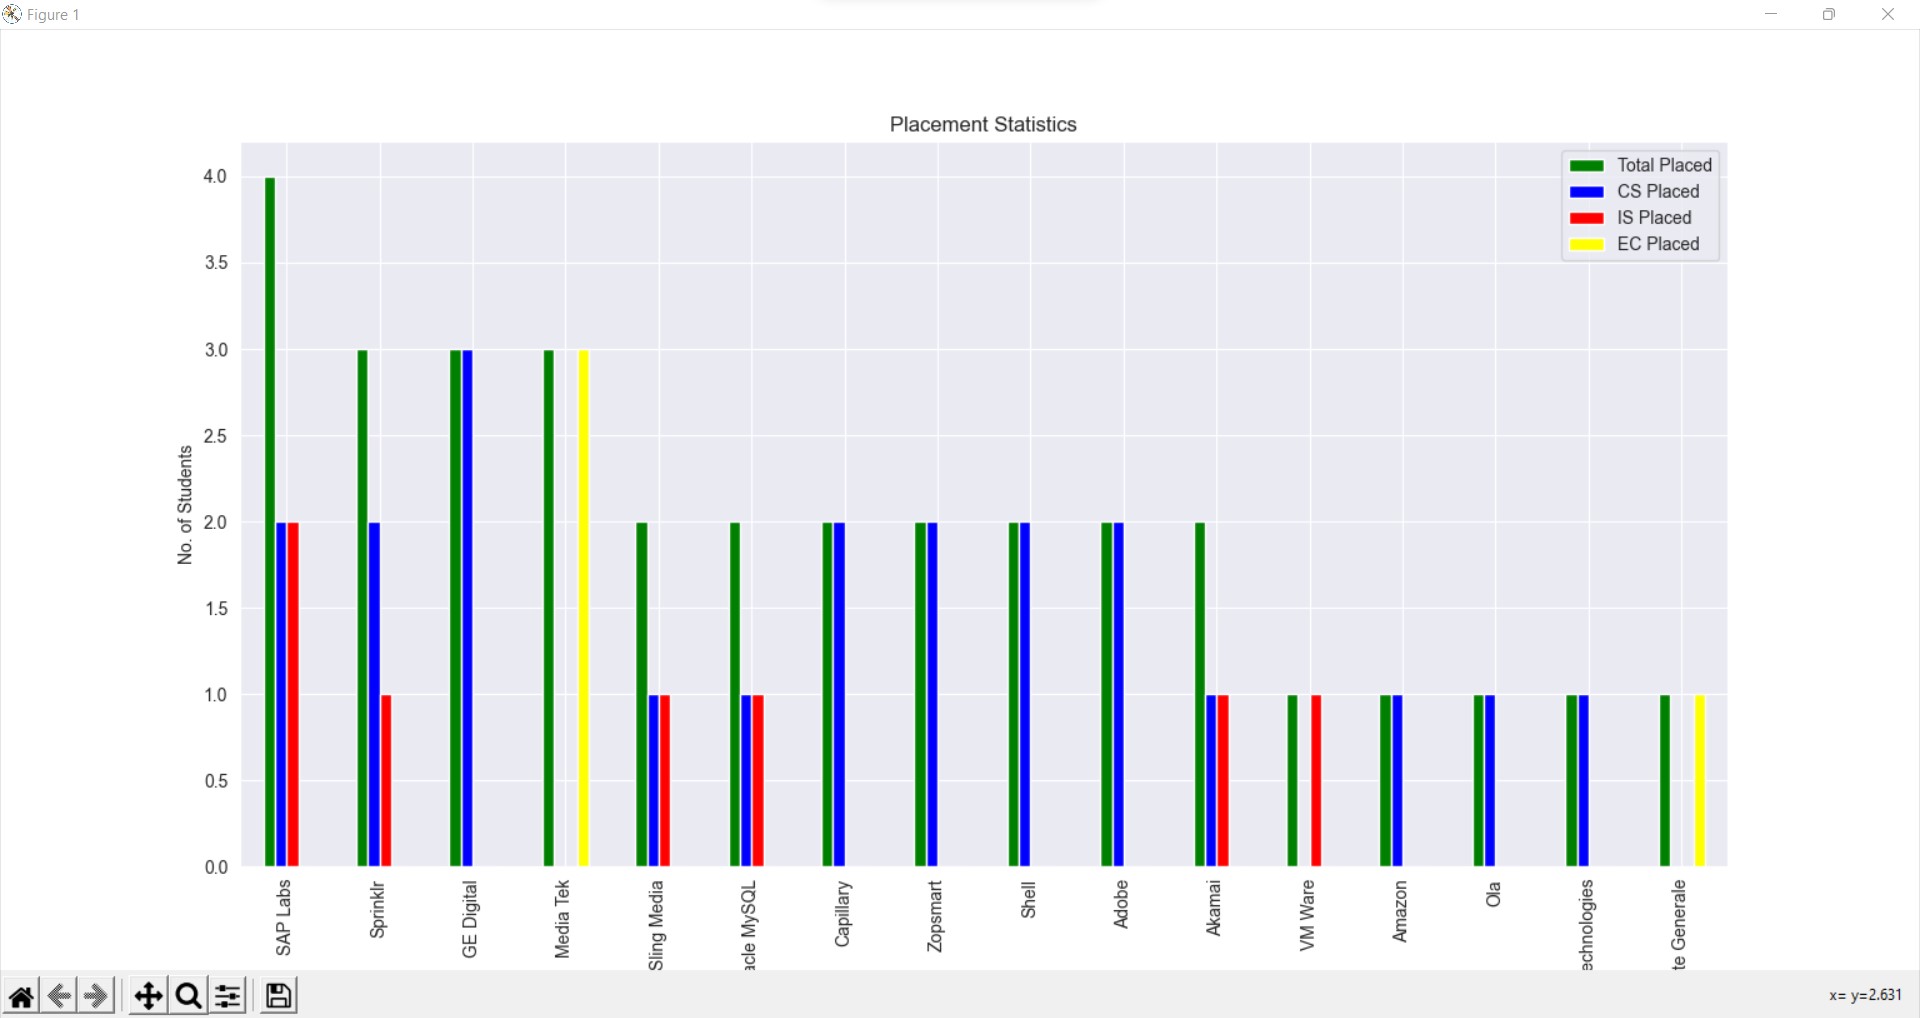 Figure 1
Placement Statistics
Total Placed
CS Placed
IS Placed
EC Placed
4.0
3.5
3.0
2.5
2.0
1.5
1.0
0.5
0.0
No. of Students
SAP Labs
Sprinklr
GE Digital
Media Tek
Sling Media
acle MySQL
Capillary
Zopsmart
Shell
Adobe
Akamai
VM Ware
Amazon
Ola
echnologies
te Generale
x= y=2.631